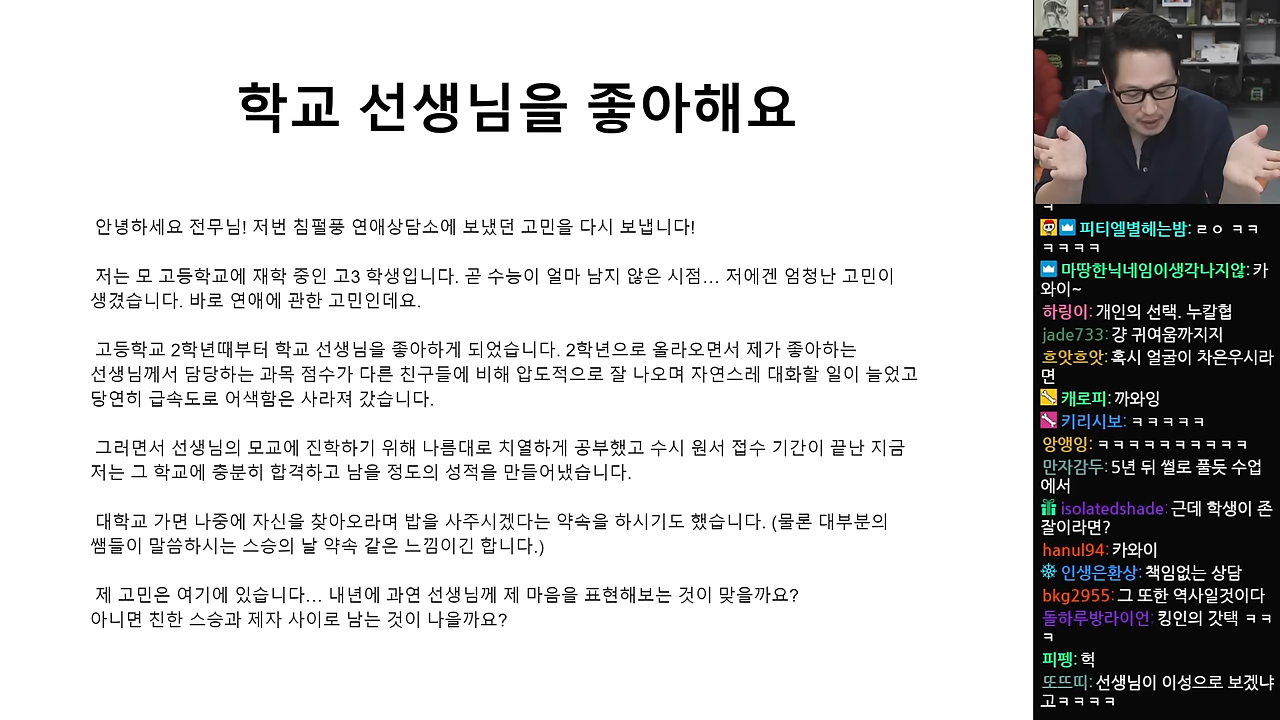 학교 선생님을 좋아해요
안녕하세요 전무님! 저번 침펄풍 연애상담소에 보냈던 고민을 다시 보냅니다!
저는 모 고등학교에 재학 중인 고3 학생입니다. 곧 수능이 얼마 남지 않은 시점... 저에겐 엄청난 고민이
생겼습니다. 바로 연애에 관한 고민인데요.
고등학교 2학년때부터 학교 선생님을 좋아하게 되었습니다. 2학년으로 올라오면서 제가 좋아하는
선생님께서 담당하는 과목 점수가 다른 친구들에 비해 압도적으로 잘 나오며 자연스레 대화할 일이 늘었고
당연히 급속도로 어색함은 사라져 갔습니다.
그러면서 선생님의 모교에 진학하기 위해 나름대로 치열하게 공부했고 수시 원서 접수 기간이 끝난 지금
저는 그 학교에 충분히 합격하고 남을 정도의 성적을 만들어냈습니다.
대학교 가면 나중에 자신을 찾아오라며 밥을 사주시겠다는 약속을 하시기도 했습니다. (물론 대부분의
쌤들이 말씀하시는 스승의 날 약속 같은 느낌이긴 합니다.)
제 고민은 여기에 있습니다... 내년에 과연 선생님께 제 마음을 표현해보는 것이 맞을까요?
아니면 친한 스승과 제자 사이로 남는 것이 나을까요?
ㅋ
피티엘별헤는밤: ㄹㅇ ㅋㅋ
ㅋㅋㅋㅋ
마땅한닉네임이생각나지않: 카
와이~
하링이: 개인의 선택. 누칼협
jade733: 걍 귀여움까지지
흐앗흐앗: 혹시 얼굴이 차은우시라
면
캐로피: 까와잉
키리시보: ㅋㅋㅋㅋㅋ
앙앵잉: ㅋㅋㅋㅋㅋㅋㅋㅋㅋㅋ
만자감두: 5년 뒤 썰로 풀듯 수업
에서
isolatedshade: 근데 학생이 존
잘이라면?
hanul94: 카와이
인생은환상: 책임없는 상담
bkg2955: 그 또한 역사일것이다
돌하루방라이언: 킹인의 갓택 ㅋㅋ
ㅋ
피펭: 헉
또뜨띠: 선생님이 이성으로 보겠냐
고ㅋㅋㅋㅋ